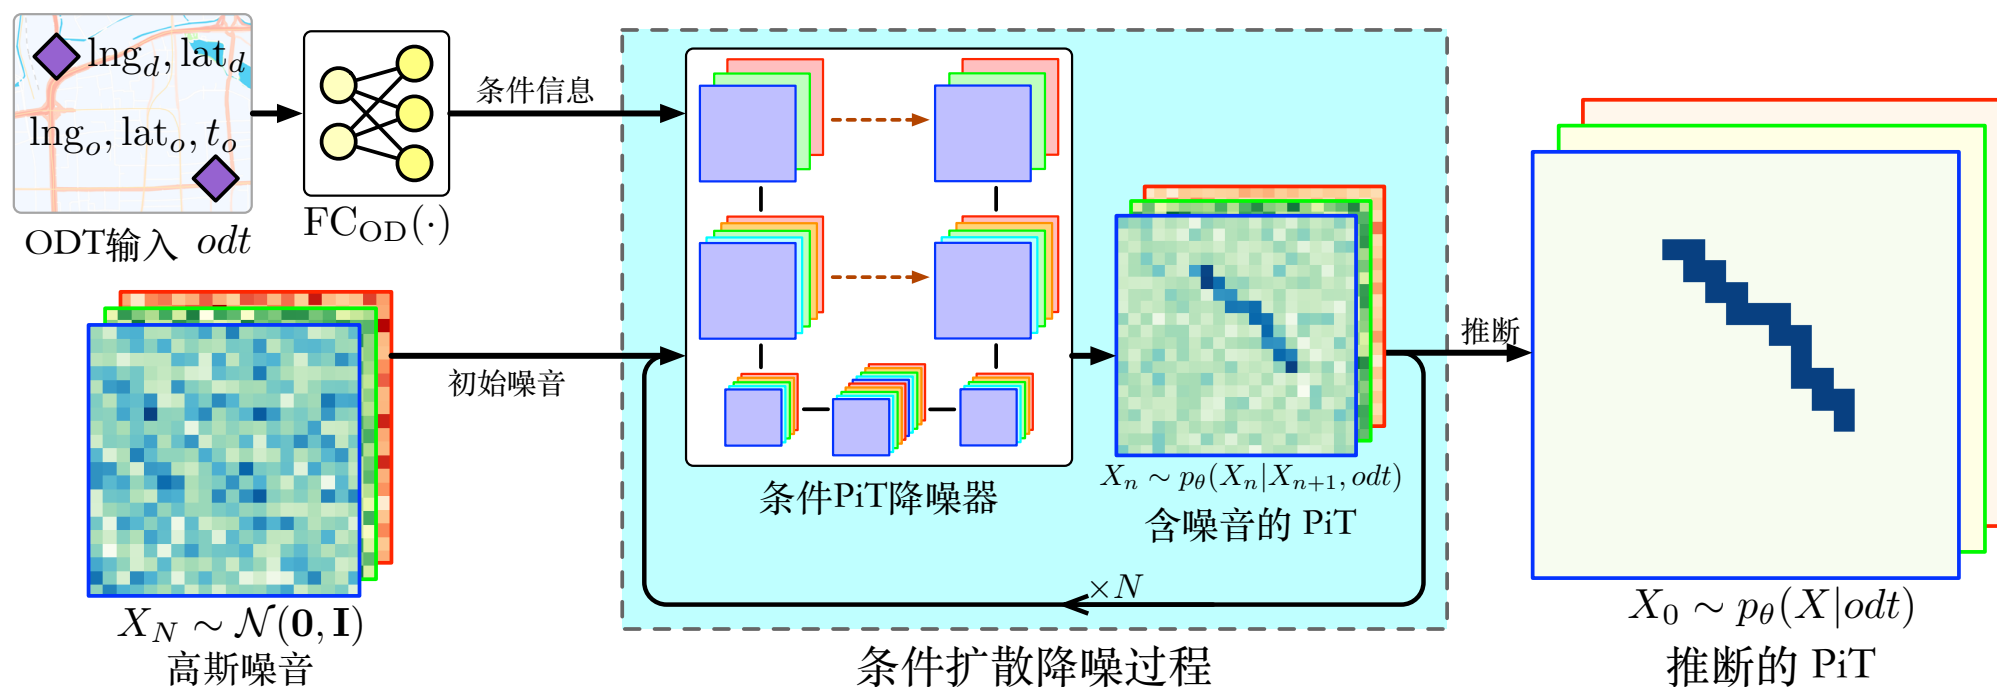 lng_d, lat_d
lng_o, lat_o, t_o
ODT输入 odt
FC_OD(·)
条件信息
X_N ∼ 𝒩(𝟎, 𝐈)
高斯噪音
初始噪音
条件PiT降噪器
X_n ∼ p_θ(X_n|X_{n+1}, odt)
含噪音的 PiT
×N
条件扩散降噪过程
推断
X_0 ∼ p_θ(X|odt)
推断的 PiT